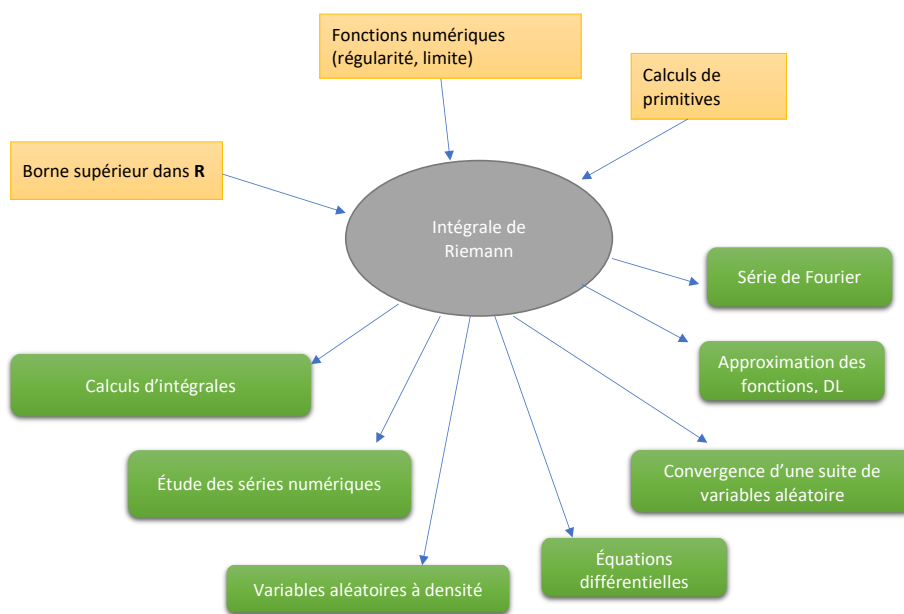 Fonctions numériques
(régularité, limite)
Calculs de
primitives
Borne supérieur dans R
Intégrale de
Riemann
Série de Fourier
Approximation des
fonctions, DL
Calculs d'intégrales
Convergence d'une suite de
variables aléatoire
Étude des séries numériques
Équations
différentielles
Variables aléatoires à densité